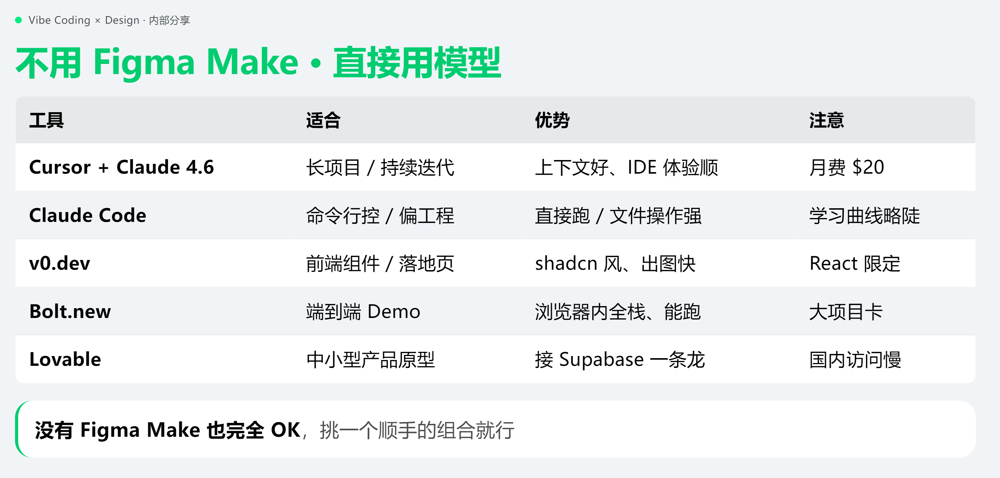 Vibe Coding × Design · 内部分享
不用 Figma Make · 直接用模型
工具 适合 优势 注意
Cursor + Claude 4.6 长项目 / 持续迭代 上下文好、IDE 体验顺 月费 $20
Claude Code 命令行控 / 偏工程 直接跑 / 文件操作强 学习曲线略陡
v0.dev 前端组件 / 落地页 shadcn 风、出图快 React 限定
Bolt.new 端到端 Demo 浏览器内全栈、能跑 大项目卡
Lovable 中小型产品原型 接 Supabase 一条龙 国内访问慢
没有 Figma Make 也完全 OK，挑一个顺手的组合就行